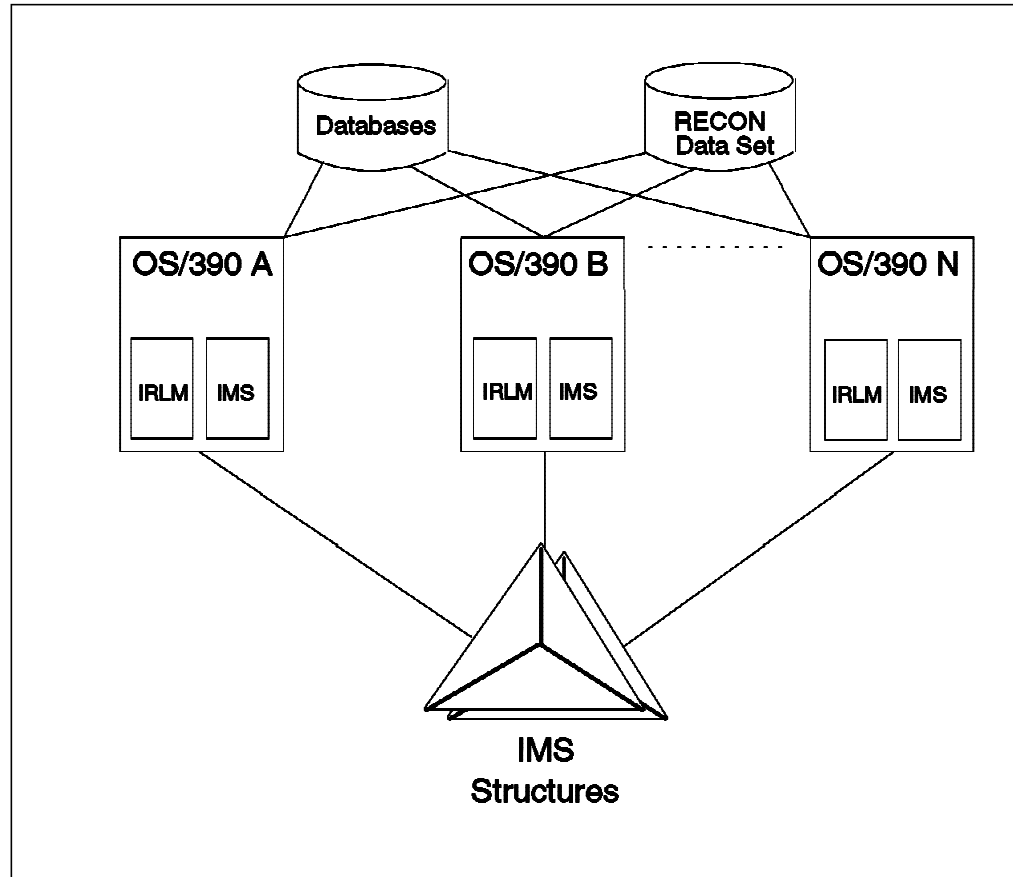 Databases
RECON
Data Set
OS/390 A
OS/390 B
OS/390 N
IRLM
IMS
IRLM
IMS
IRLM
IMS
IMS
Structures